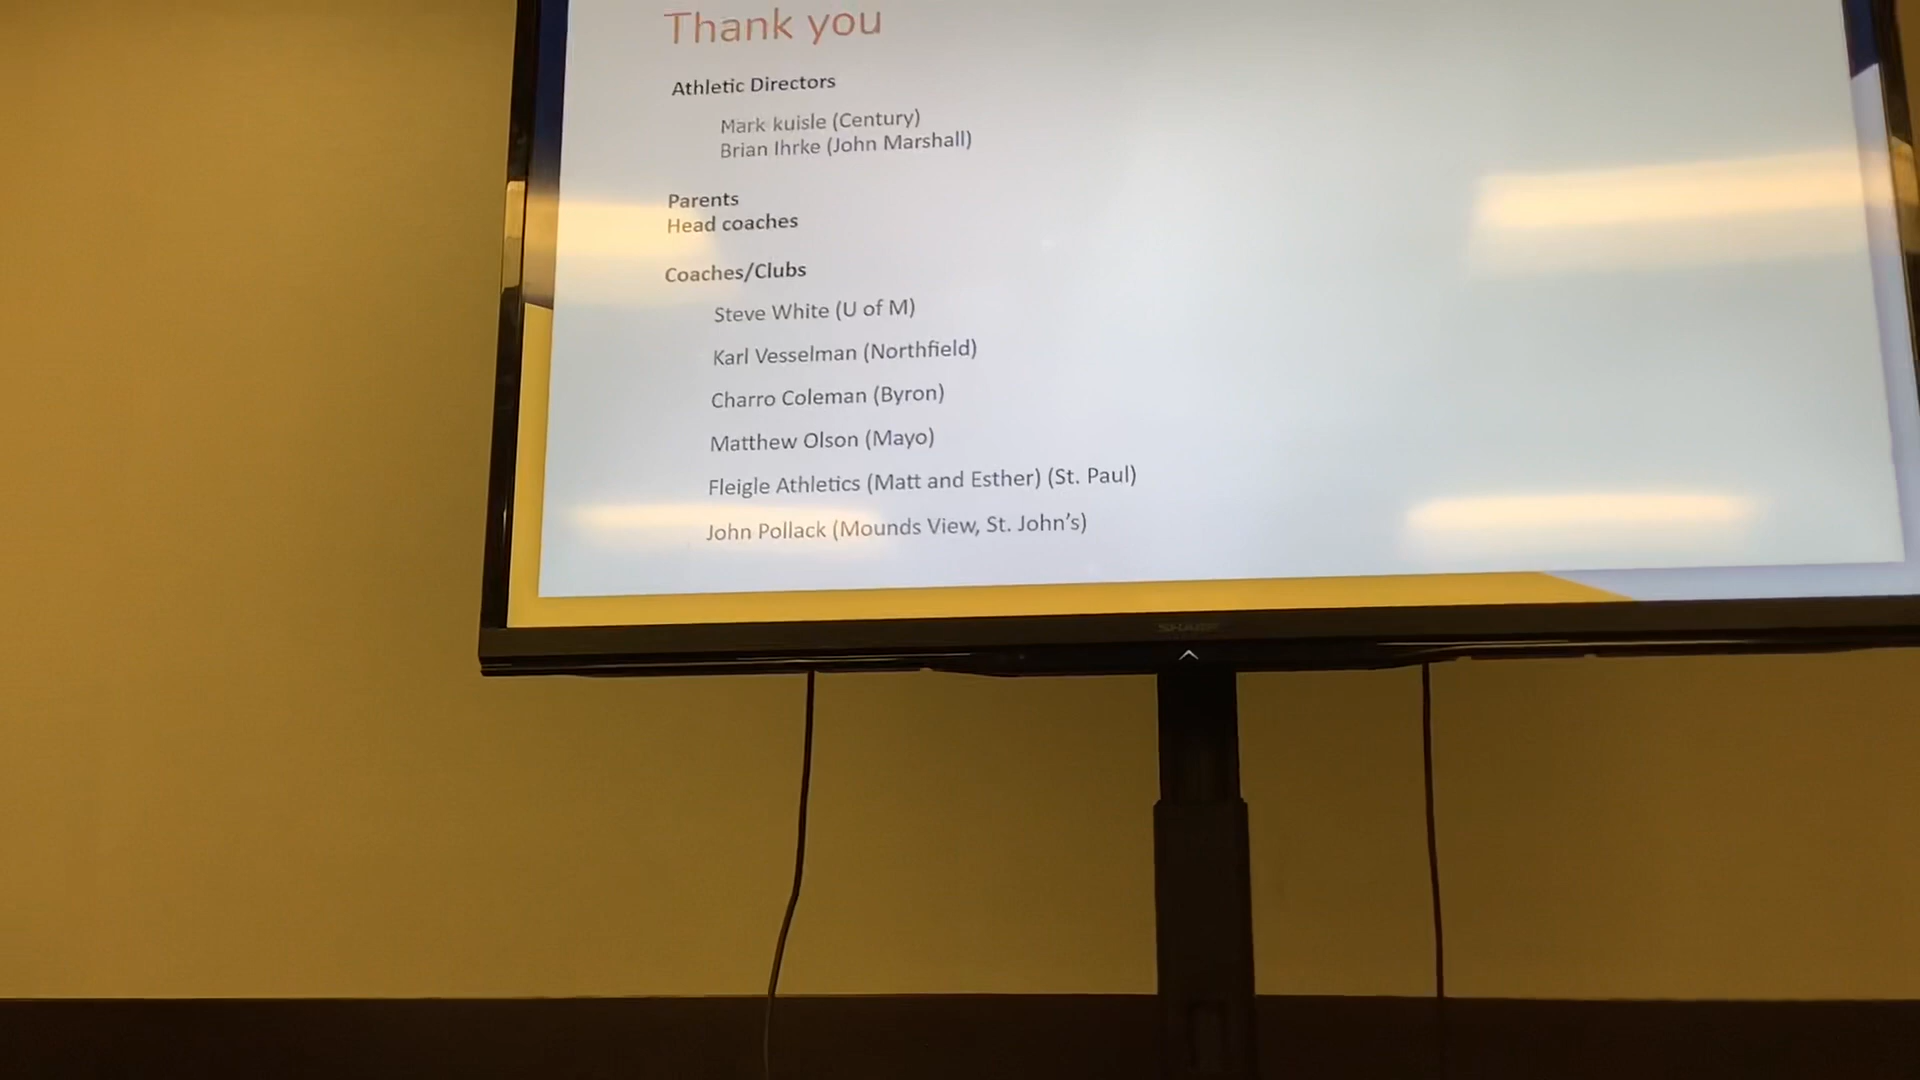 Thank you
Athletic Directors
Mark kuisle (Century)
Brian Ihrke (John Marshall)
Parents
Head coaches
Coaches/Clubs
Steve White (U of M)
Karl Vesselman (Northfield)
Charro Coleman (Byron)
Matthew Olson (Mayo)
Fleigle Athletics (Matt and Esther) (St. Paul)
John Pollack (Mounds View, St. John’s)
SHARP